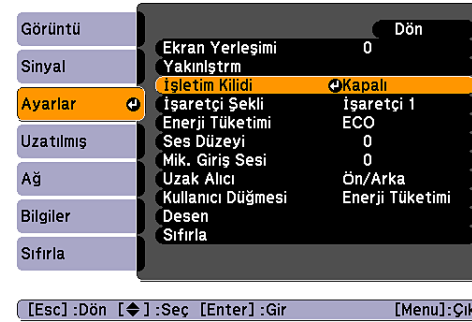 Görüntü
Sinyal
Ayarlar
Uzatılmış
Ağ
Bilgiler
Sıfırla
Dön
Ekran Yerleşimi 0
Yakınlştrm
İşletim Kilidi Kapalı
İşaretçi Şekli İşaretçi 1
Enerji Tüketimi ECO
Ses Düzeyi 0
Mik. Giriş Sesi 0
Uzak Alıcı Ön/Arka
Kullanıcı Düğmesi Enerji Tüketimi
Desen
Sıfırla
[Esc] :Dön [◆] :Seç [Enter] :Gir [Menu] :Çık